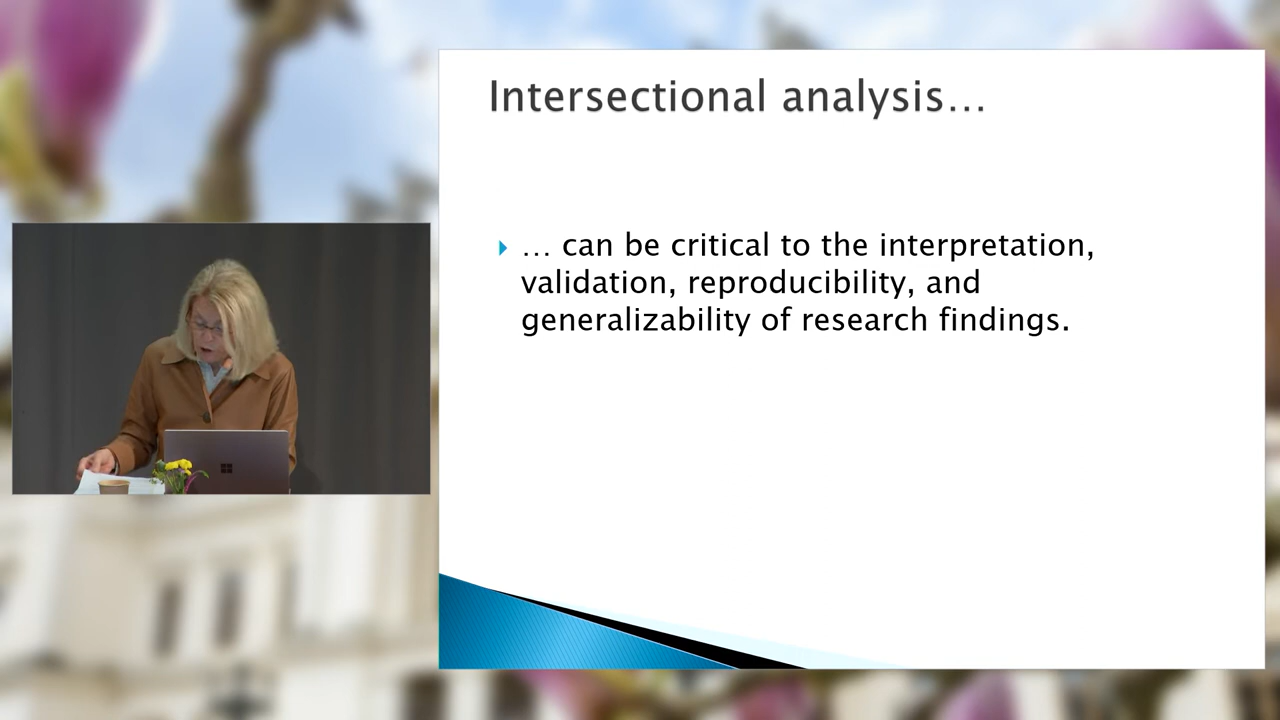 Intersectional analysis…
… can be critical to the interpretation,
validation, reproducibility, and
generalizability of research findings.